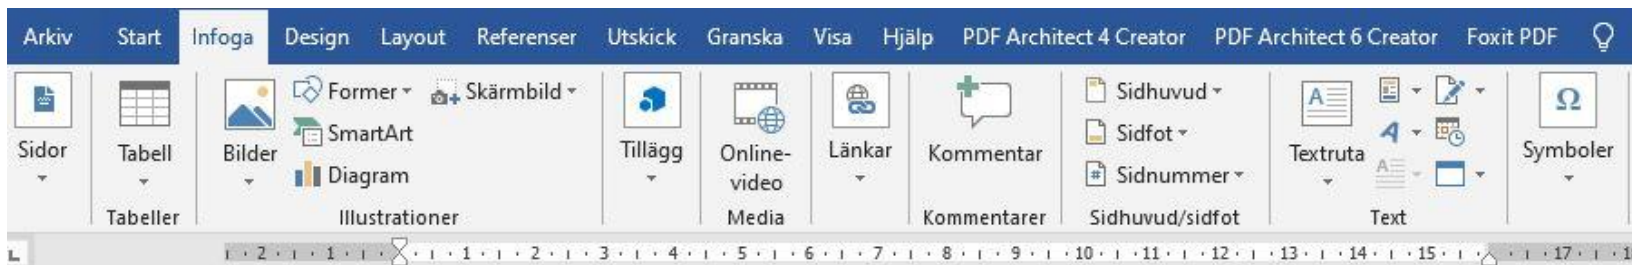 Arkiv Start Infoga Design Layout Referenser Utskick Granska Visa Hjälp PDF Architect 4 Creator PDF Architect 6 Creator Foxit PDF
Sidor
Tabell
Tabeller
Bilder
Former
Skärmbild
SmartArt
Diagram
Illustrationer
Tillägg
Online-
video
Media
Länkar
Kommentar
Kommentarer
Sidhuvud
Sidfot
# Sidnummer
Sidhuvud/sidfot
A
Textruta
A
A
Text
Ω
Symboler
L
2 1 1 2 3 4 5 6 7 8 9 10 11 12 13 14 15 17